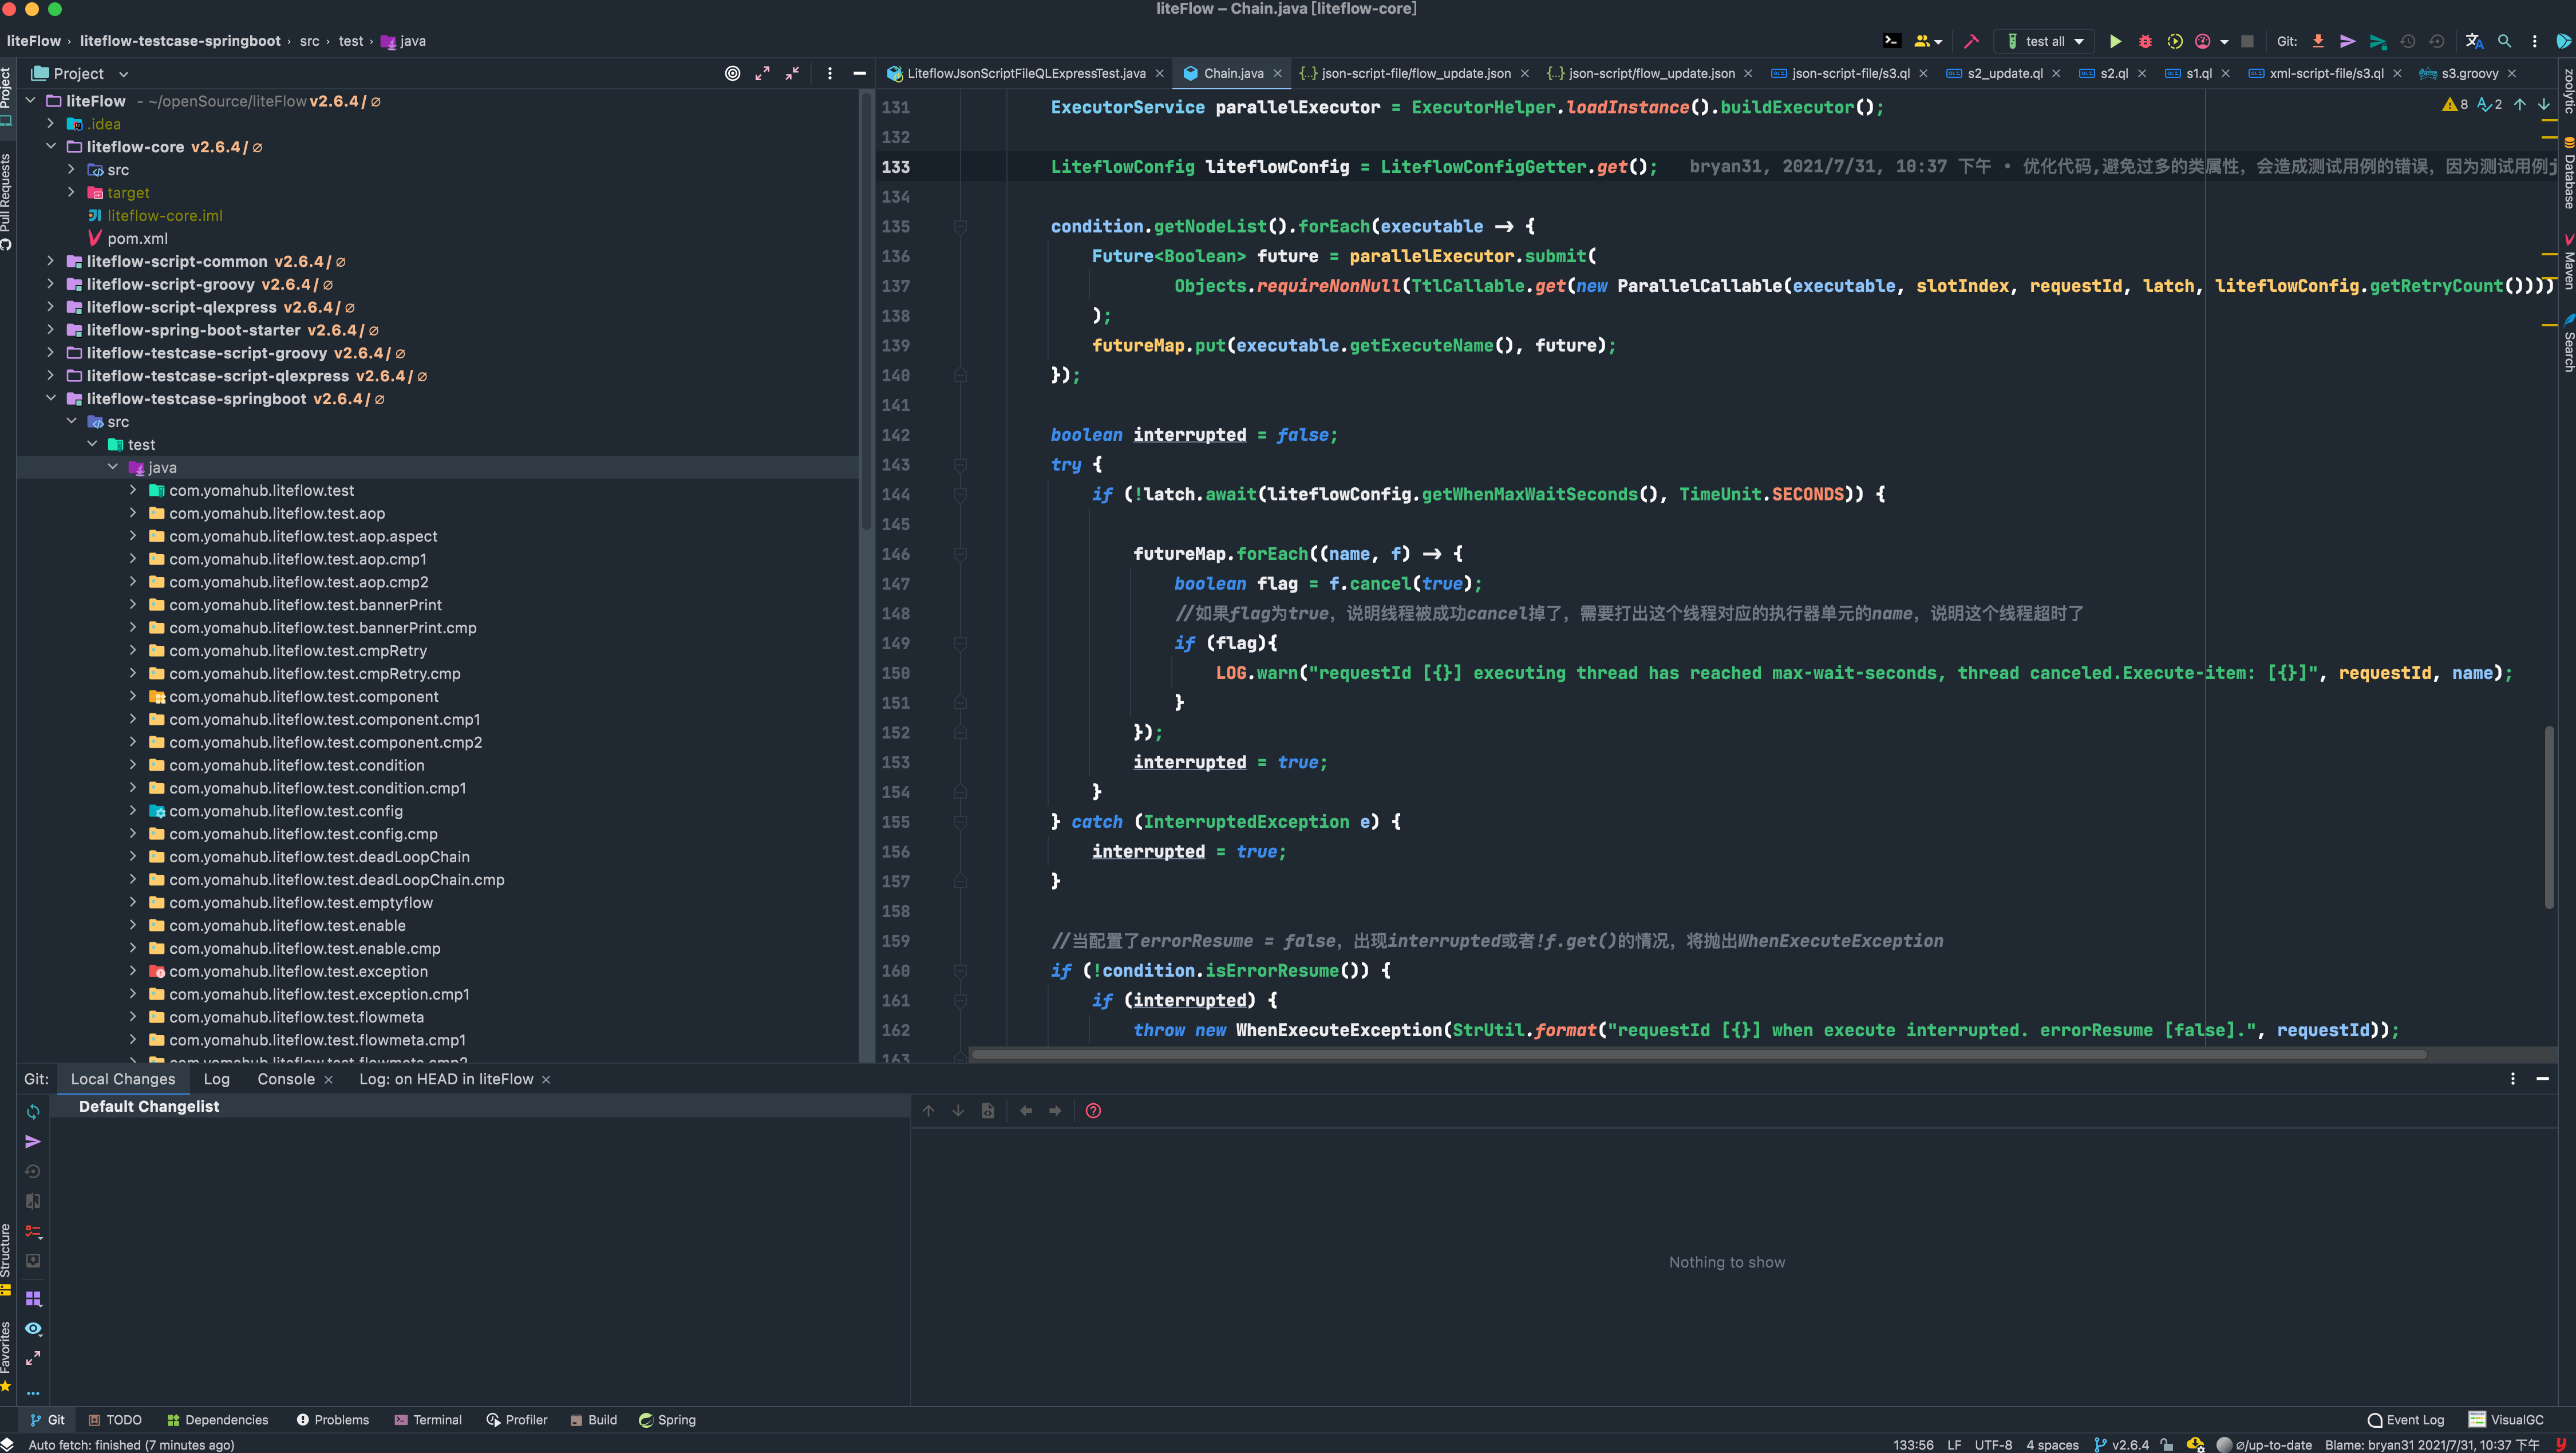 liteFlow – Chain.java [liteflow-core]
liteFlow › liteflow-testcase-springboot › src › test › java
test all
Git:
Project
LiteflowJsonScriptFileQLExpressTest.java
Chain.java
json-script-file/flow_update.json
json-script/flow_update.json
json-script-file/s3.ql
s2_update.ql
s2.ql
s1.ql
xml-script-file/s3.ql
s3.groovy
Project
Pull Requests
Structure
Favorites
liteFlow - ~/openSource/liteFlow v2.6.4 / ∅
.idea
liteflow-core v2.6.4 / ∅
src
target
liteflow-core.iml
pom.xml
liteflow-script-common v2.6.4 / ∅
liteflow-script-groovy v2.6.4 / ∅
liteflow-script-qlexpress v2.6.4 / ∅
liteflow-spring-boot-starter v2.6.4 / ∅
liteflow-testcase-script-groovy v2.6.4 / ∅
liteflow-testcase-script-qlexpress v2.6.4 / ∅
liteflow-testcase-springboot v2.6.4 / ∅
src
test
java
com.yomahub.liteflow.test
com.yomahub.liteflow.test.aop
com.yomahub.liteflow.test.aop.aspect
com.yomahub.liteflow.test.aop.cmp1
com.yomahub.liteflow.test.aop.cmp2
com.yomahub.liteflow.test.bannerPrint
com.yomahub.liteflow.test.bannerPrint.cmp
com.yomahub.liteflow.test.cmpRetry
com.yomahub.liteflow.test.cmpRetry.cmp
com.yomahub.liteflow.test.component
com.yomahub.liteflow.test.component.cmp1
com.yomahub.liteflow.test.component.cmp2
com.yomahub.liteflow.test.condition
com.yomahub.liteflow.test.condition.cmp1
com.yomahub.liteflow.test.config
com.yomahub.liteflow.test.config.cmp
com.yomahub.liteflow.test.deadLoopChain
com.yomahub.liteflow.test.deadLoopChain.cmp
com.yomahub.liteflow.test.emptyflow
com.yomahub.liteflow.test.enable
com.yomahub.liteflow.test.enable.cmp
com.yomahub.liteflow.test.exception
com.yomahub.liteflow.test.exception.cmp1
com.yomahub.liteflow.test.flowmeta
com.yomahub.liteflow.test.flowmeta.cmp1
com.yomahub.liteflow.test.flowmeta.cmp2
8 2
131 ExecutorService parallelExecutor = ExecutorHelper.loadInstance().buildExecutor();
132
133 LiteflowConfig liteflowConfig = LiteflowConfigGetter.get(); bryan31, 2021/7/31, 10:37 下午 • 优化代码,避免过多的类属性，会造成测试用例的错误，因为测试用例j
134
135 condition.getNodeList().forEach(executable -> {
136 Future<Boolean> future = parallelExecutor.submit(
137 Objects.requireNonNull(TtlCallable.get(new ParallelCallable(executable, slotIndex, requestId, latch, liteflowConfig.getRetryCount())))
138 );
139 futureMap.put(executable.getExecuteName(), future);
140 });
141
142 boolean interrupted = false;
143 try {
144 if (!latch.await(liteflowConfig.getWhenMaxWaitSeconds(), TimeUnit.SECONDS)) {
145
146 futureMap.forEach((name, f) -> {
147 boolean flag = f.cancel(true);
148 //如果flag为true，说明线程被成功cancel掉了，需要打出这个线程对应的执行器单元的name，说明这个线程超时了
149 if (flag){
150 LOG.warn("requestId [{}] executing thread has reached max-wait-seconds, thread canceled.Execute-item: [{}]", requestId, name);
151 }
152 });
153 interrupted = true;
154 }
155 } catch (InterruptedException e) {
156 interrupted = true;
157 }
158
159 //当配置了errorResume = false，出现interrupted或者!f.get()的情况，将抛出WhenExecuteException
160 if (!condition.isErrorResume()) {
161 if (interrupted) {
162 throw new WhenExecuteException(StrUtil.format("requestId [{}] when execute interrupted. errorResume [false].", requestId));
163
zoolytic
Database
Maven
Search
Git: Local Changes Log Console Log: on HEAD in liteFlow
Default Changelist
Nothing to show
Git TODO Dependencies Problems Terminal Profiler Build Spring
Event Log VisualGC
Auto fetch: finished (7 minutes ago)
133:56 LF UTF-8 4 spaces v2.6.4 ∅/up-to-date Blame: bryan31 2021/7/31, 10:37 下午